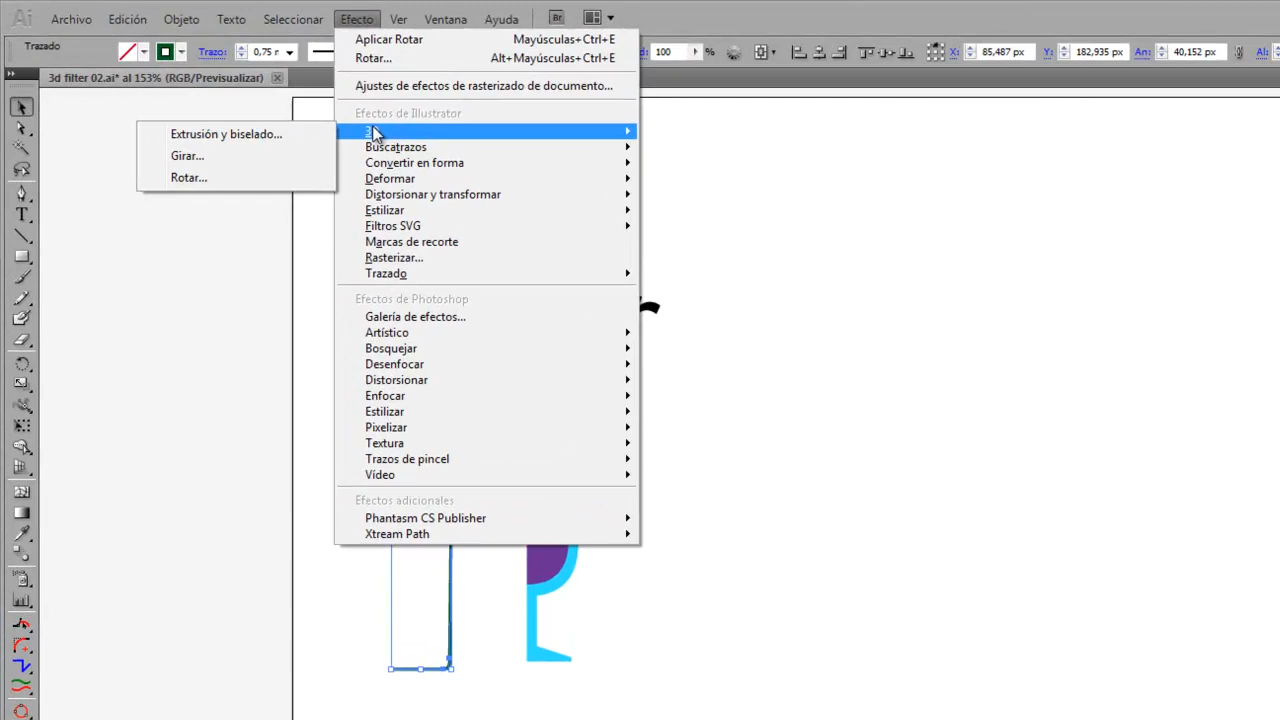 Ai Archivo Edición Objeto Texto Seleccionar Efecto Ver Ventana Ayuda Br
Trazado Trazo: 0,75 100 % X: 85,487 px Y: 182,935 px An: 40,152 px Al:
3d filter 02.ai* al 153% (RGB/Previsualizar)
Aplicar Rotar Mayúsculas+Ctrl+E
Rotar... Alt+Mayúsculas+Ctrl+E
Ajustes de efectos de rasterizado de documento...
Efectos de Illustrator
Extrusión y biselado...
Girar...
Rotar...
Buscatrazos
Convertir en forma
Deformar
Distorsionar y transformar
Estilizar
Filtros SVG
Marcas de recorte
Rasterizar...
Trazado
Efectos de Photoshop
Galería de efectos...
Artístico
Bosquejar
Desenfocar
Distorsionar
Enfocar
Estilizar
Pixelizar
Textura
Trazos de pincel
Vídeo
Efectos adicionales
Phantasm CS Publisher
Xtream Path